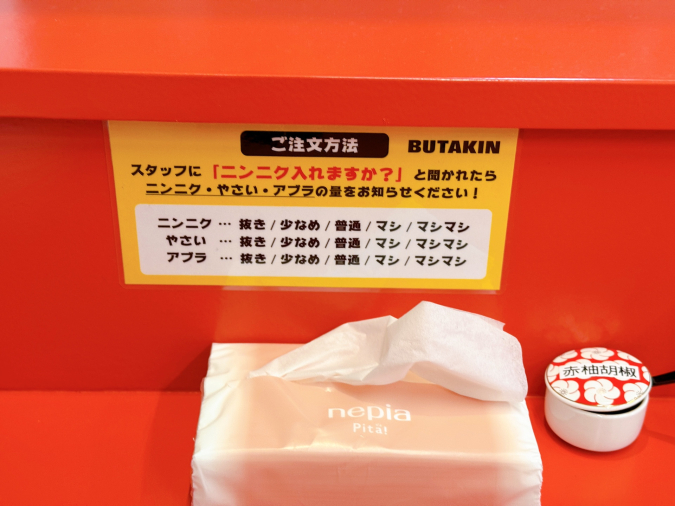 ご注文方法 BUTAKIN
スタッフに「ニンニク入れますか?」と聞かれたら
ニンニク・やさい・アブラの量をお知らせください!
ニンニク … 抜き / 少なめ / 普通 / マシ / マシマシ
やさい … 抜き / 少なめ / 普通 / マシ / マシマシ
アブラ … 抜き / 少なめ / 普通 / マシ / マシマシ
赤柚胡椒
nepia
Pita!